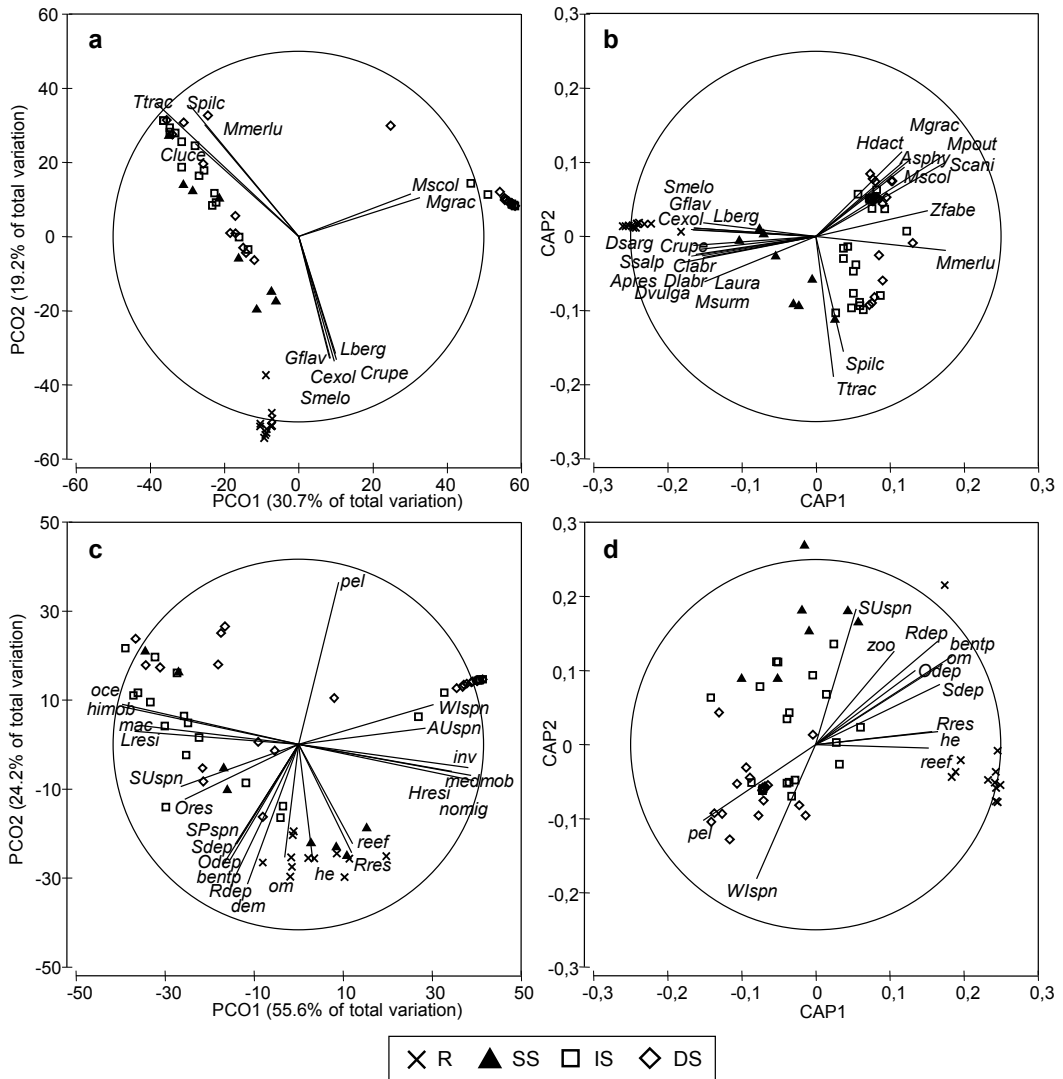 a
60
40
20
0
-20
-40
-60
-60
-40
-20
0
20
40
60
PCO2 (19.2% of total variation)
PCO1 (30.7% of total variation)
Ttrac
Spilc
Mmerlu
Cluce
Mscol
Mgrac
Gflav
Lberg
Cexol
Crupe
Smelo
b
0,3
0,2
0,1
0
-0,1
-0,2
-0,3
-0,3
-0,2
-0,1
0
0,1
0,2
0,3
CAP2
CAP1
Mgrac
Hdact
Mpout
Asphy
Scani
Mscol
Smelo
Gflav
Zfabe
Cexol
Lberg
Dsarg
Crupe
Mmerlu
Ssalp
Clabr
Apres
Dlabr
Laura
Dvulga
Msurm
Spilc
Ttrac
c
50
30
10
-10
-30
-50
-50
-30
-10
10
30
50
PCO2 (24.2% of total variation)
PCO1 (55.6% of total variation)
pel
oce
himob
mac
Lresi
WIspn
AUspn
inv
medmob
Hresi
nomig
SUspn
Ores
SPspn
Sdep
Odep
bentp
Rdep
dem
om
he
reef
Rres
d
0,3
0,2
0,1
0
-0,1
-0,2
-0,3
-0,3
-0,2
-0,1
0
0,1
0,2
0,3
CAP2
CAP1
SUspn
Rdep
zoo
bentp
om
Odep
Sdep
Rres
he
reef
pel
WIspn
R
SS
IS
DS